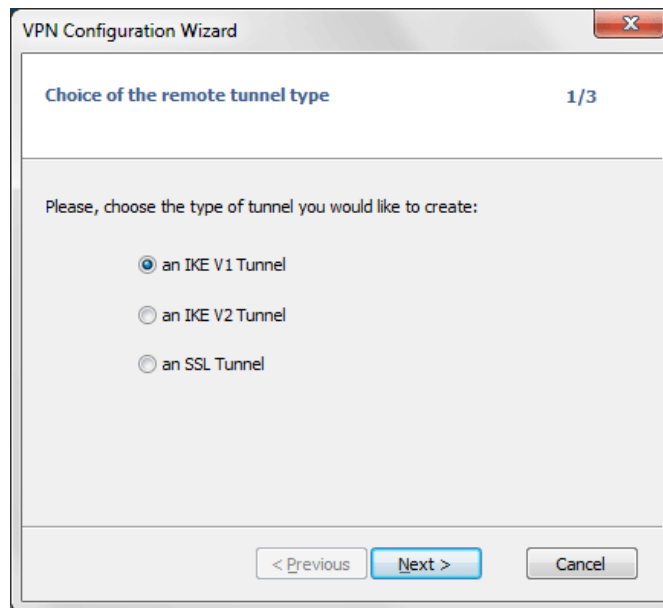 VPN Configuration Wizard
Choice of the remote tunnel type 1/3
Please, choose the type of tunnel you would like to create:
an IKE V1 Tunnel
an IKE V2 Tunnel
an SSL Tunnel
< Previous Next > Cancel